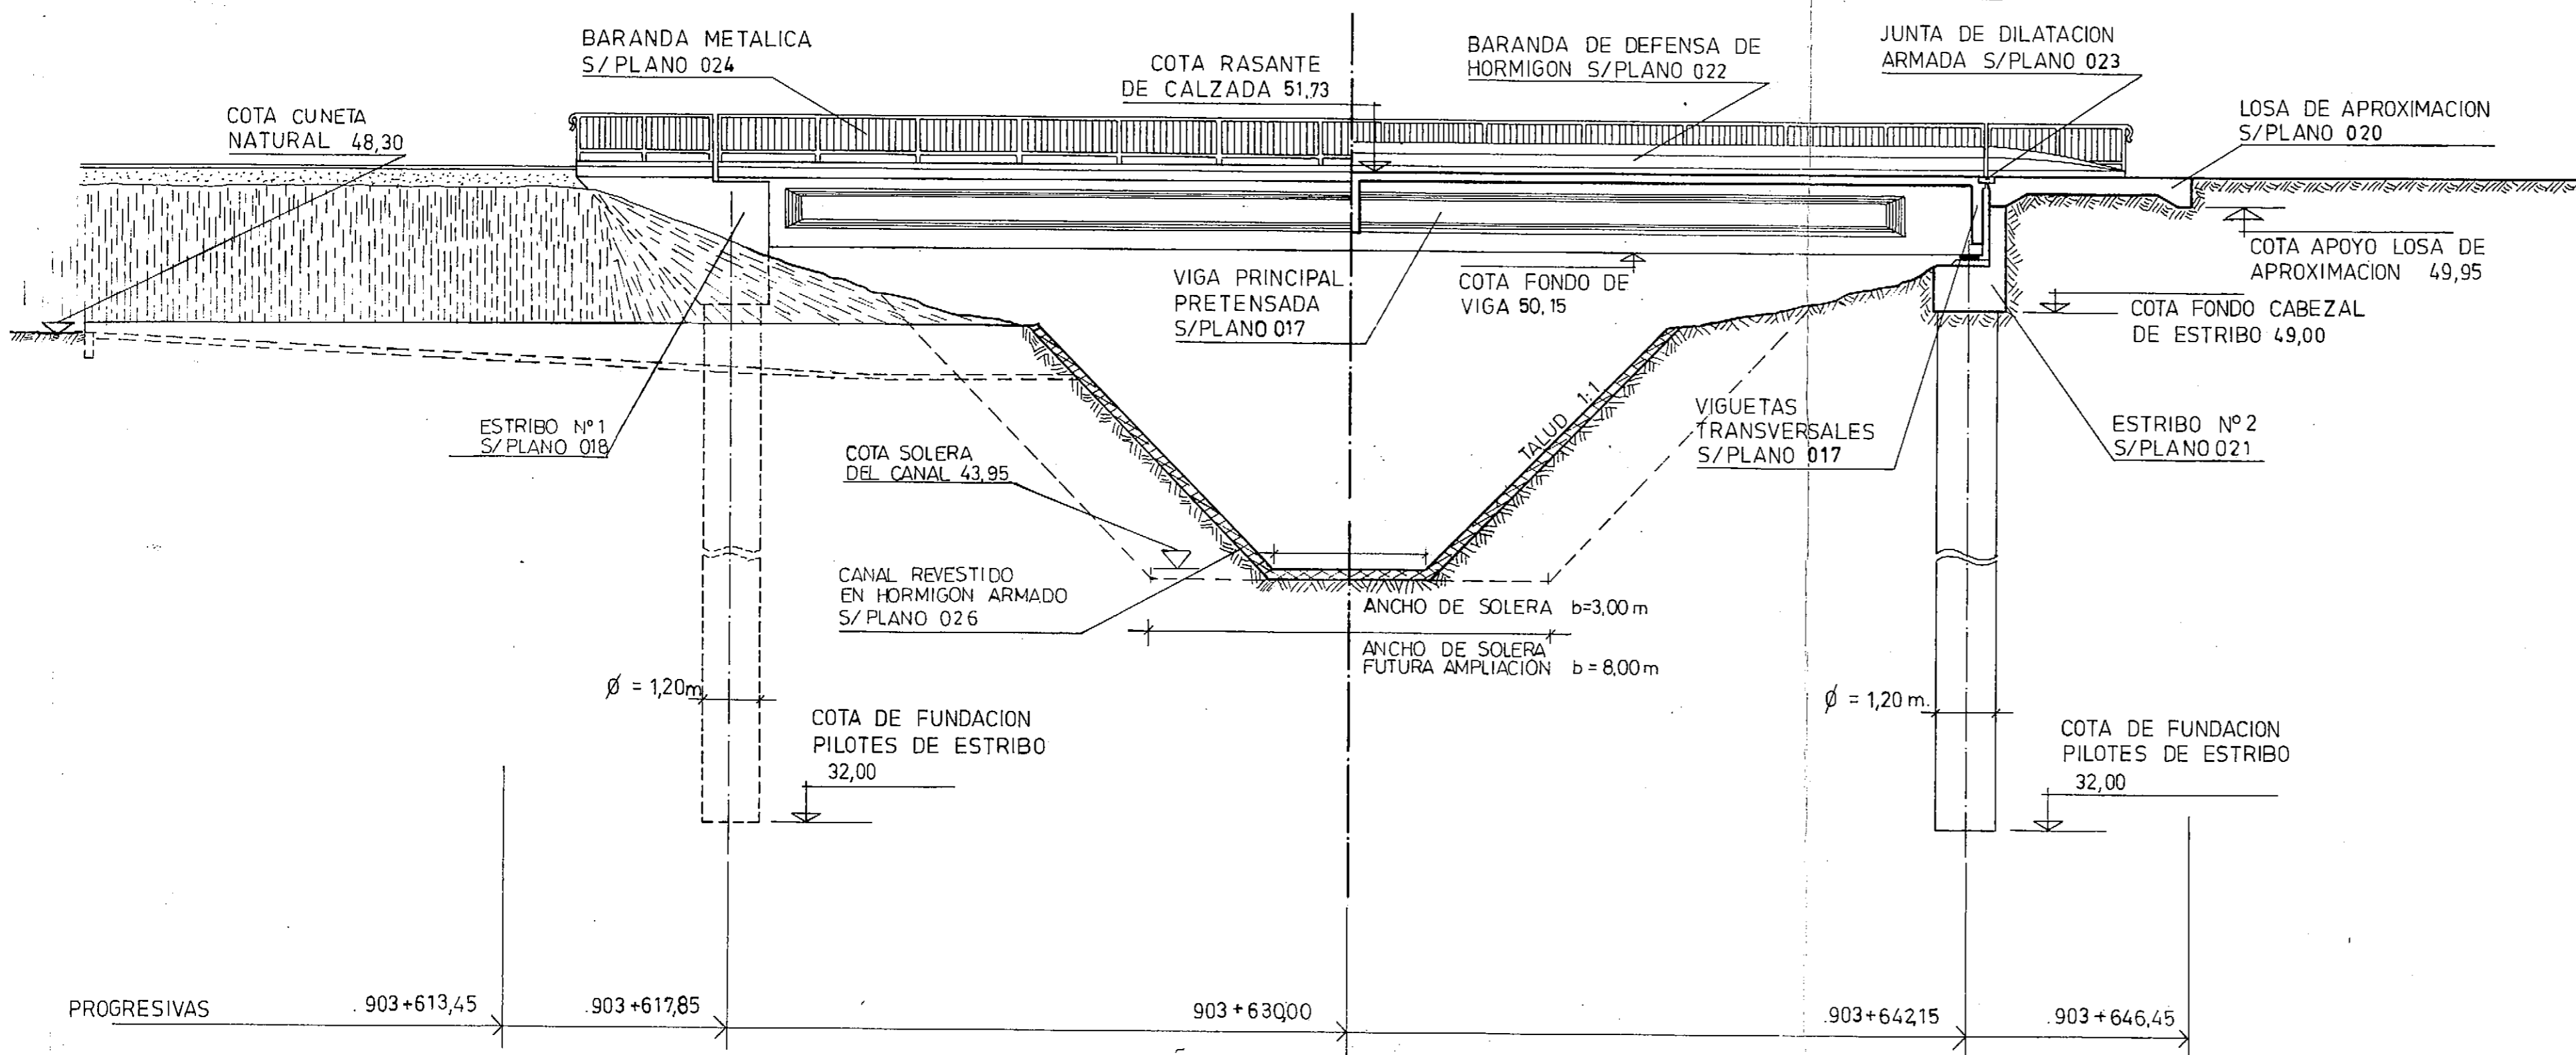 BARANDA METALICA
S/PLANO 024
COTA RASANTE
DE CALZADA 51,73
BARANDA DE DEFENSA DE
HORMIGON S/PLANO 022
JUNTA DE DILATACION
ARMADA S/PLANO 023
COTA CUNETA
NATURAL 48,30
LOSA DE APROXIMACION
S/PLANO 020
COTA APOYO LOSA DE
APROXIMACION 49,95
VIGA PRINCIPAL
PRETENSADA
S/PLANO 017
COTA FONDO DE
VIGA 50,15
COTA FONDO CABEZAL
DE ESTRIBO 49,00
ESTRIBO Nº1
S/PLANO 018
COTA SOLERA
DEL CANAL 43,95
TALUD 1:1
VIGUETAS
TRANSVERSALES
S/PLANO 017
ESTRIBO Nº2
S/PLANO 021
CANAL REVESTIDO
EN HORMIGON ARMADO
S/PLANO 026
ANCHO DE SOLERA b=3,00m
ANCHO DE SOLERA
FUTURA AMPLIACION b=8,00m
Ø = 1,20m
COTA DE FUNDACION
PILOTES DE ESTRIBO
32,00
Ø = 1,20m.
COTA DE FUNDACION
PILOTES DE ESTRIBO
32,00
PROGRESIVAS .903+613,45 .903+617,85 903+630,00 .903+642,15 .903+646,45